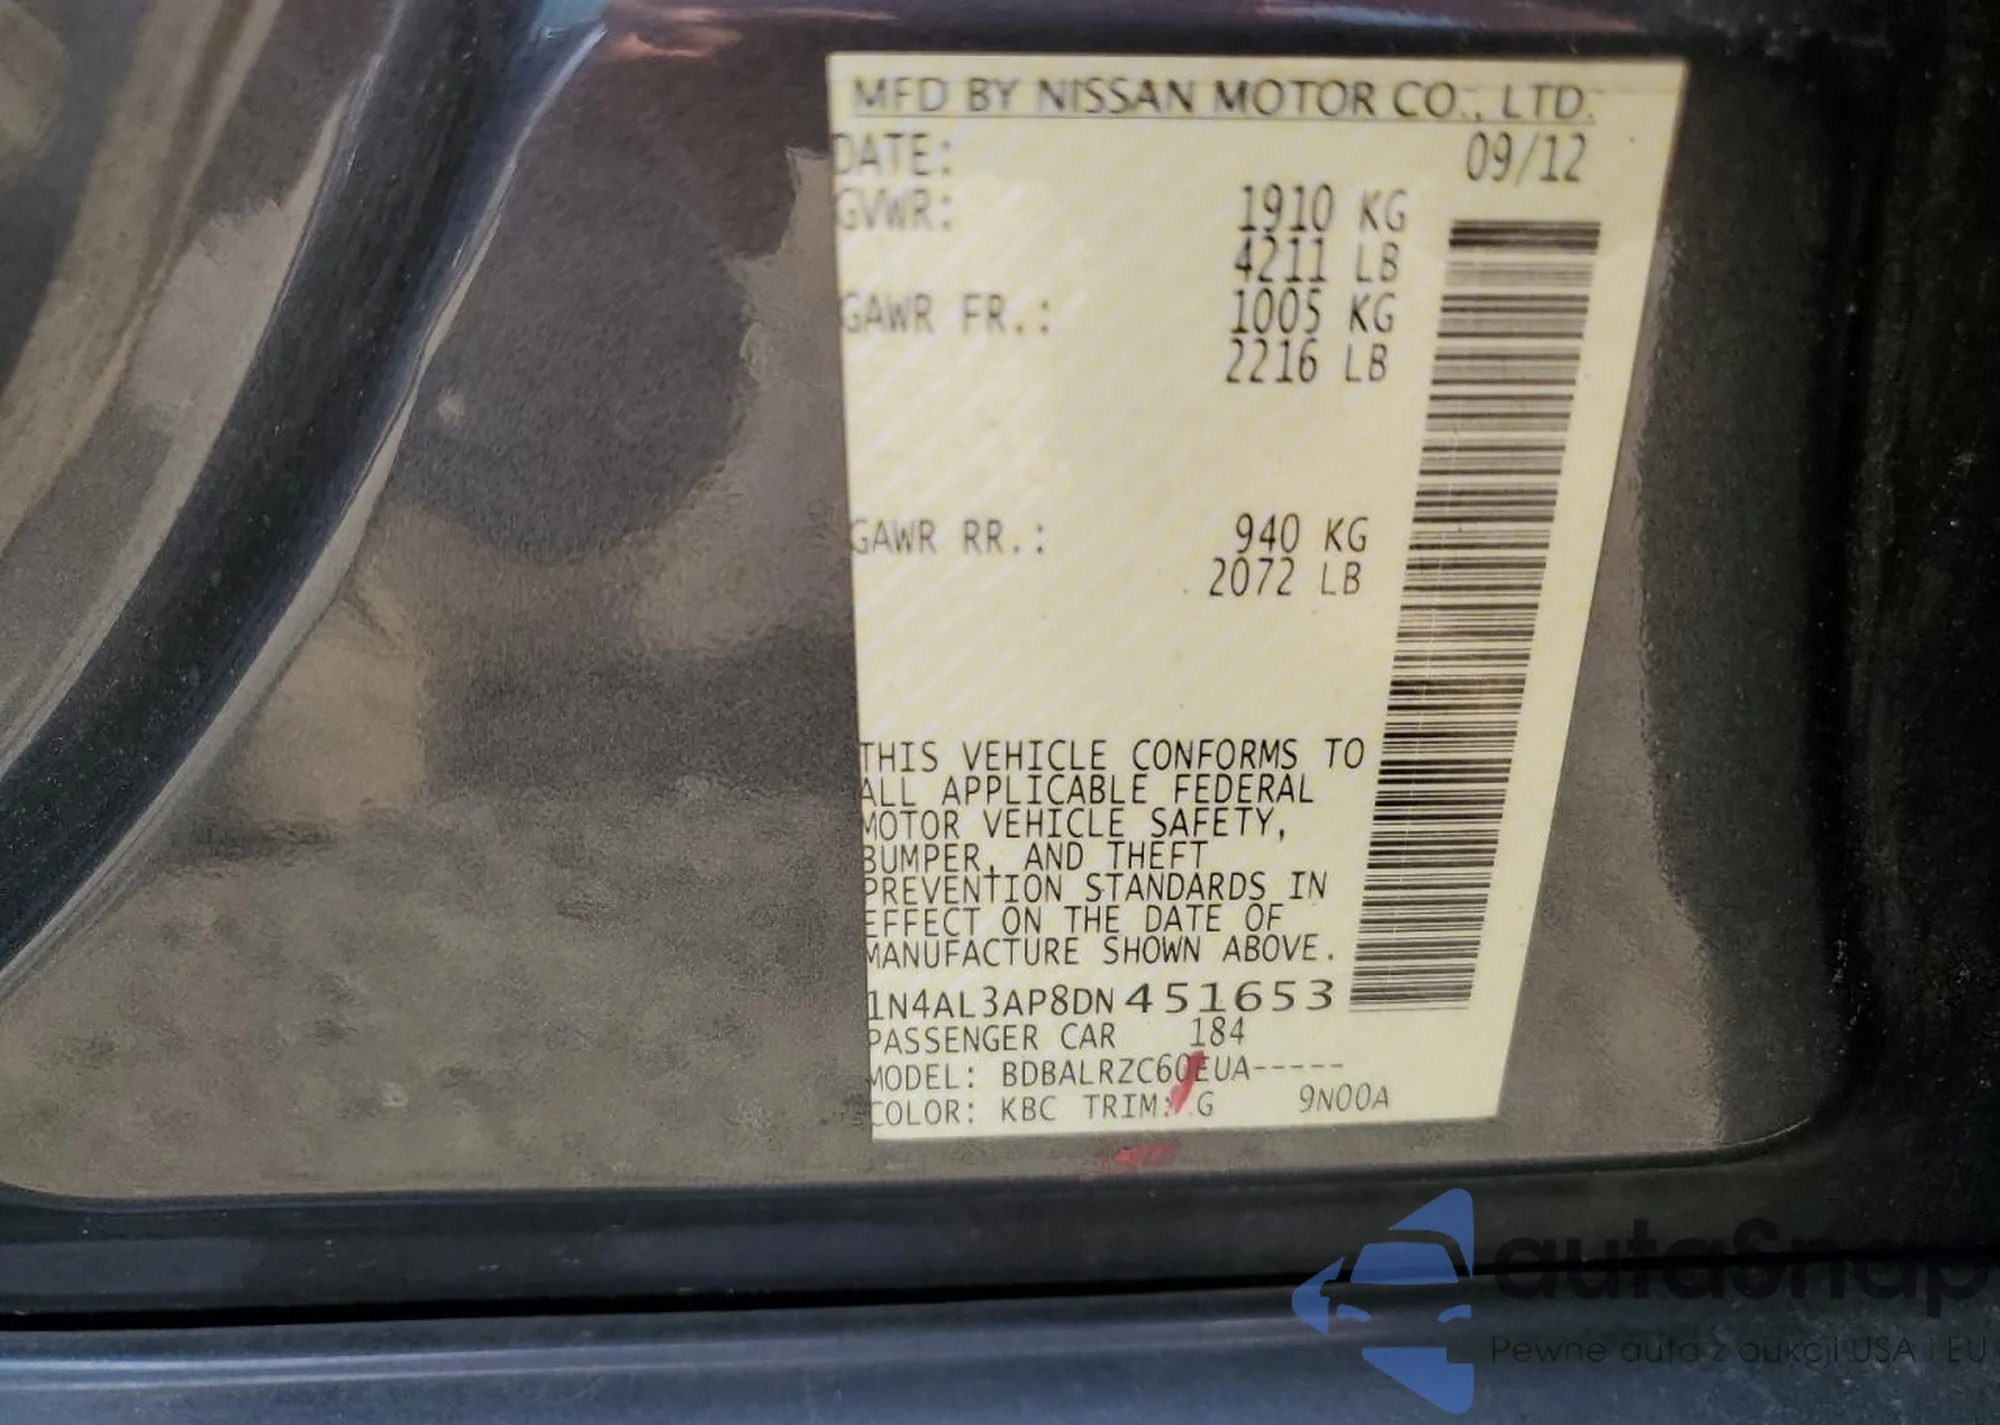 MFD BY NISSAN MOTOR CO., LTD.
DATE: 09/12
GVWR: 1910 KG
4211 LB
GAWR FR.: 1005 KG
2216 LB
GAWR RR.: 940 KG
2072 LB
THIS VEHICLE CONFORMS TO
ALL APPLICABLE FEDERAL
MOTOR VEHICLE SAFETY,
BUMPER, AND THEFT
PREVENTION STANDARDS IN
EFFECT ON THE DATE OF
MANUFACTURE SHOWN ABOVE.
1N4AL3AP8DN451653
PASSENGER CAR 184
MODEL: BDBALRZC60EUA-----
COLOR: KBC TRIM: G 9N00A
autaSnap
Pewne auta z aukcji USA i EU